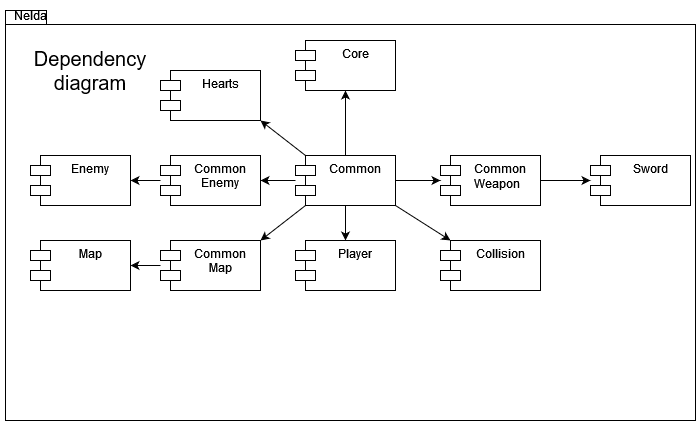 Nelda
Dependency
diagram
Core
Hearts
Enemy
Common
Enemy
Common
Common
Weapon
Sword
Map
Common
Map
Player
Collision